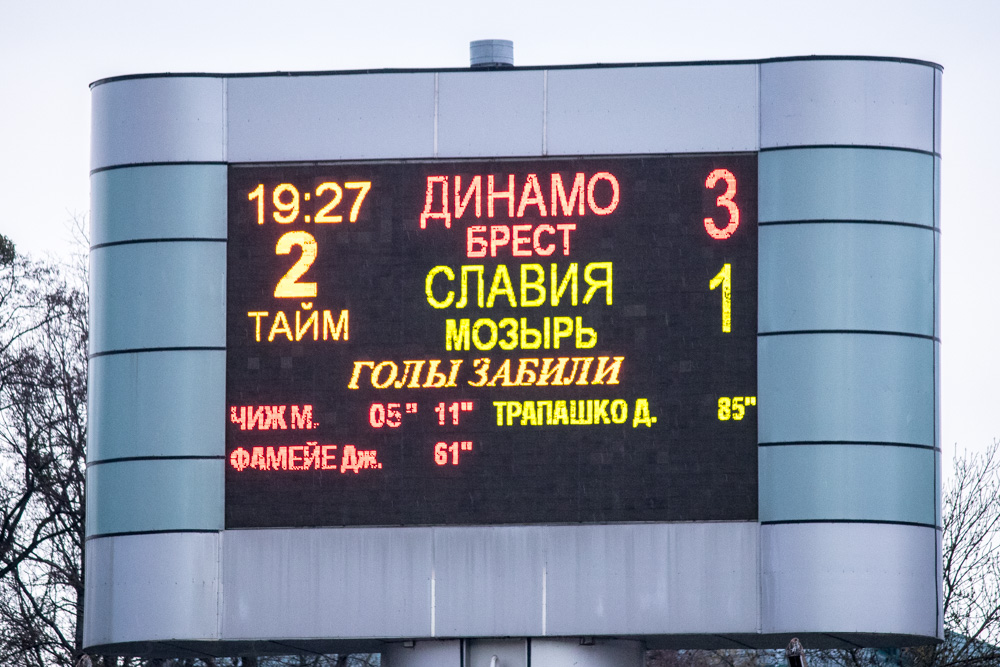 19:27 ДИНАМО 3
БРЕСТ
2 СЛАВИЯ 1
ТАЙМ МОЗЫРЬ
ГОЛЫ ЗАБИЛИ
ЧИЖ М. 05" 11" ТРАПАШКО Д. 85"
ФАМЕЙЕ Дж. 61"